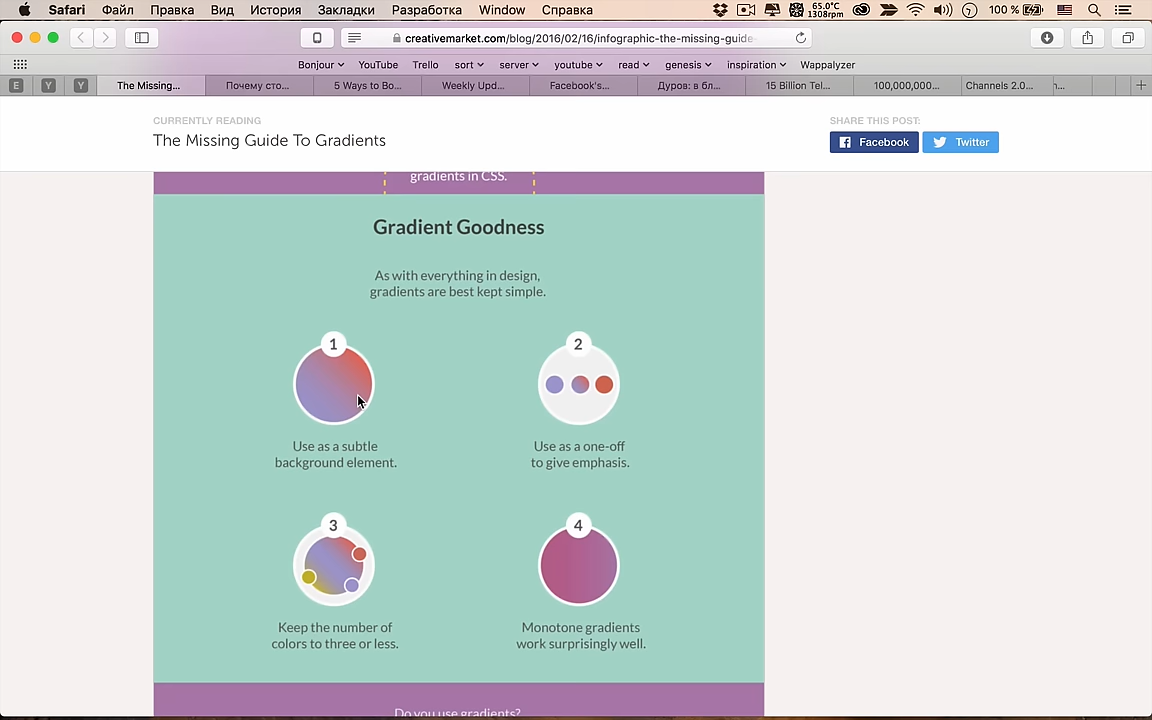 Safari Файл Правка Вид История Закладки Разработка Window Справка 65.0°C 1308rpm 100 %
creativemarket.com/blog/2016/02/16/infographic-the-missing-guide-
Bonjour YouTube Trello sort server youtube read genesis inspiration Wappalyzer
E Y Y The Missing... Почему сто... 5 Ways to Bo... Weekly Upd... Facebook's... Дуров: в бл... 15 Billion Tel... 100,000,000... Channels 2.0...
CURRENTLY READING
The Missing Guide To Gradients
SHARE THIS POST:
Facebook Twitter
gradients in CSS.
Gradient Goodness
As with everything in design,
gradients are best kept simple.
1
Use as a subtle
background element.
2
Use as a one-off
to give emphasis.
3
Keep the number of
colors to three or less.
4
Monotone gradients
work surprisingly well.
Do you use gradients?